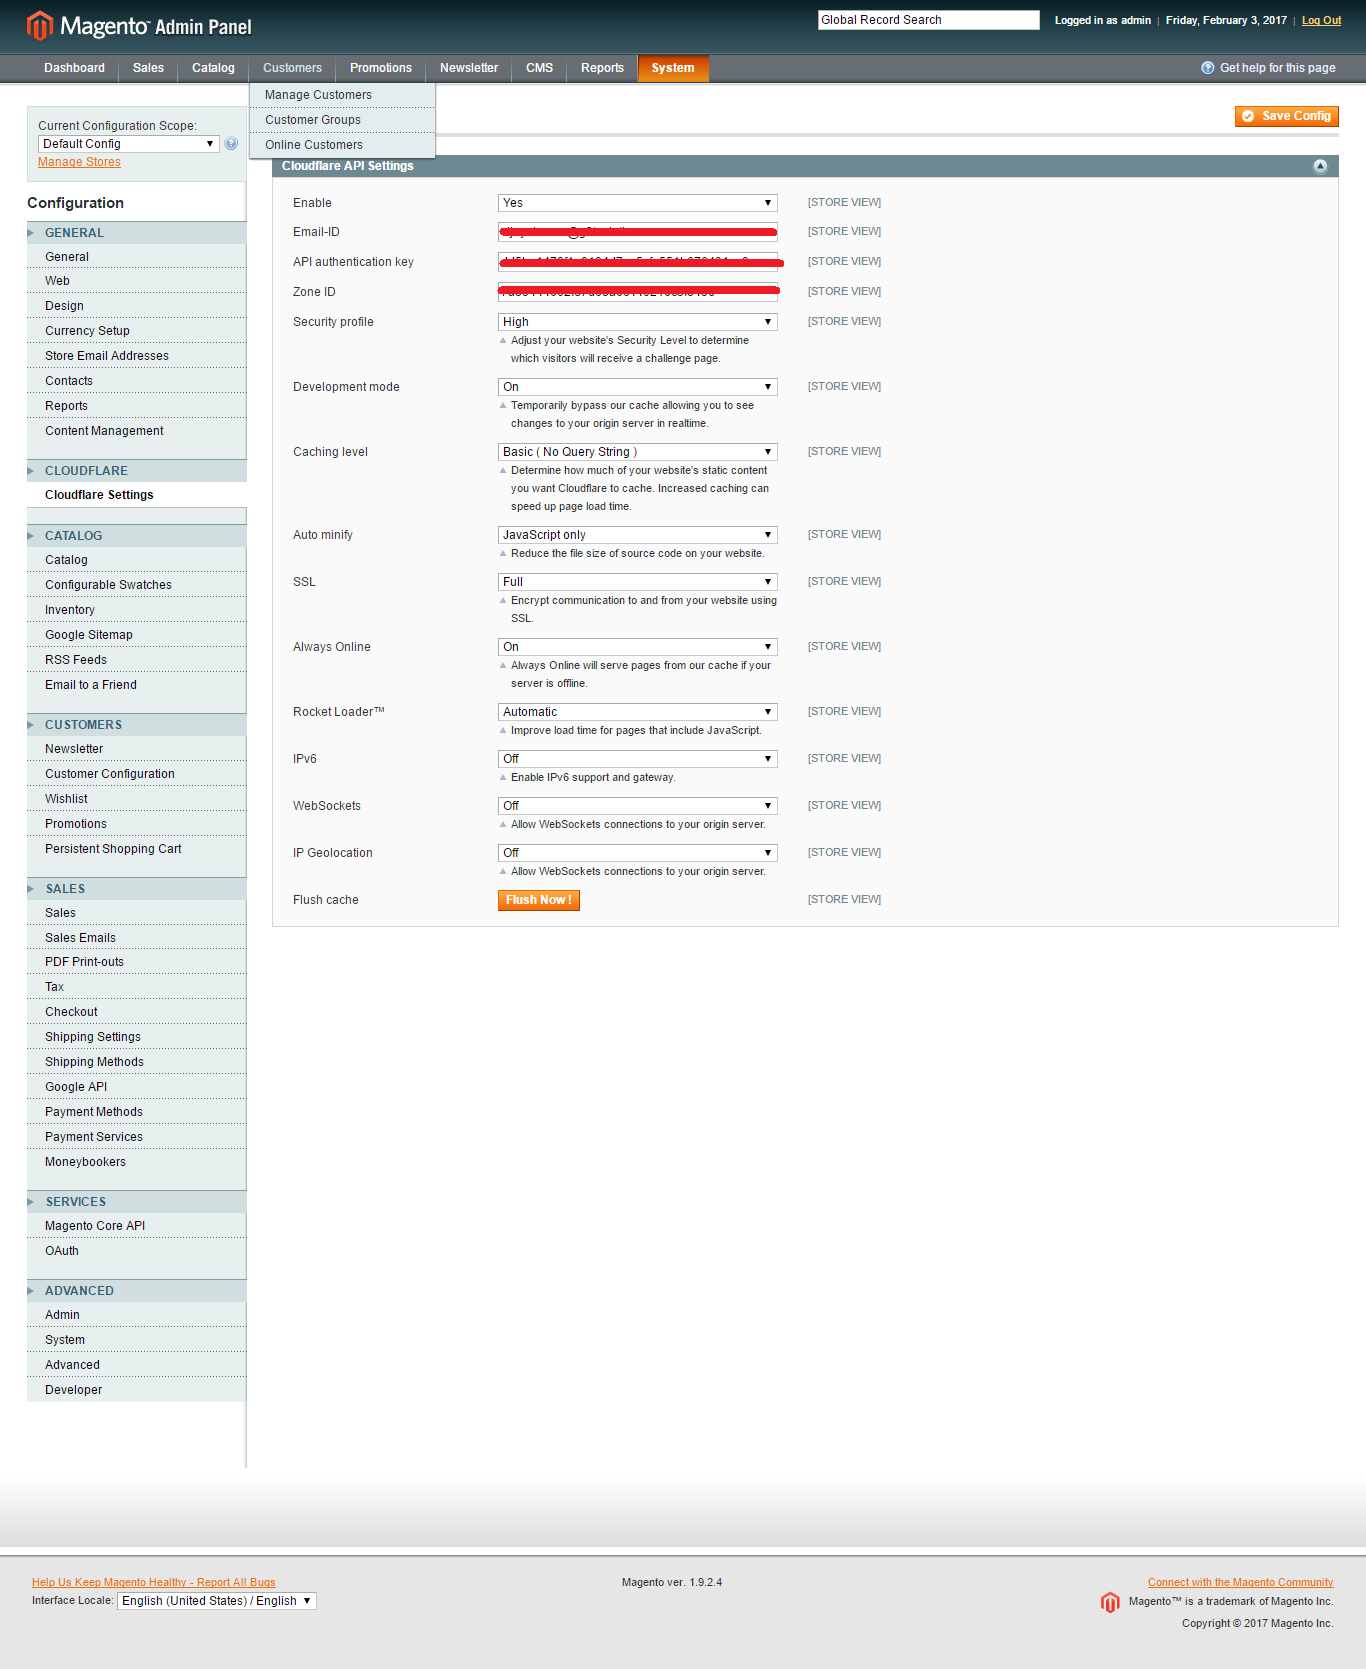 Magento™ Admin Panel
Global Record Search
Logged in as admin | Friday, February 3, 2017 | Log Out
Dashboard Sales Catalog Customers Promotions Newsletter CMS Reports System
Get help for this page
Manage Customers
Customer Groups
Online Customers
Current Configuration Scope:
Default Config
Manage Stores
Configuration
GENERAL
General
Web
Design
Currency Setup
Store Email Addresses
Contacts
Reports
Content Management
CLOUDFLARE
Cloudflare Settings
CATALOG
Catalog
Configurable Swatches
Inventory
Google Sitemap
RSS Feeds
Email to a Friend
CUSTOMERS
Newsletter
Customer Configuration
Wishlist
Promotions
Persistent Shopping Cart
SALES
Sales
Sales Emails
PDF Print-outs
Tax
Checkout
Shipping Settings
Shipping Methods
Google API
Payment Methods
Payment Services
Moneybookers
SERVICES
Magento Core API
OAuth
ADVANCED
Admin
System
Advanced
Developer
Save Config
Cloudflare API Settings
Enable Yes [STORE VIEW]
Email-ID [STORE VIEW]
API authentication key [STORE VIEW]
Zone ID [STORE VIEW]
Security profile High [STORE VIEW]
Adjust your website's Security Level to determine
which visitors will receive a challenge page.
Development mode On [STORE VIEW]
Temporarily bypass our cache allowing you to see
changes to your origin server in realtime.
Caching level Basic ( No Query String ) [STORE VIEW]
Determine how much of your website's static content
you want Cloudflare to cache. Increased caching can
speed up page load time.
Auto minify JavaScript only [STORE VIEW]
Reduce the file size of source code on your website.
SSL Full [STORE VIEW]
Encrypt communication to and from your website using
SSL.
Always Online On [STORE VIEW]
Always Online will serve pages from our cache if your
server is offline.
Rocket Loader™ Automatic [STORE VIEW]
Improve load time for pages that include JavaScript.
IPv6 Off [STORE VIEW]
Enable IPv6 support and gateway.
WebSockets Off [STORE VIEW]
Allow WebSockets connections to your origin server.
IP Geolocation Off [STORE VIEW]
Allow WebSockets connections to your origin server.
Flush cache Flush Now ! [STORE VIEW]
Help Us Keep Magento Healthy - Report All Bugs
Interface Locale: English (United States) / English
Magento ver. 1.9.2.4
Connect with the Magento Community
Magento™ is a trademark of Magento Inc.
Copyright © 2017 Magento Inc.